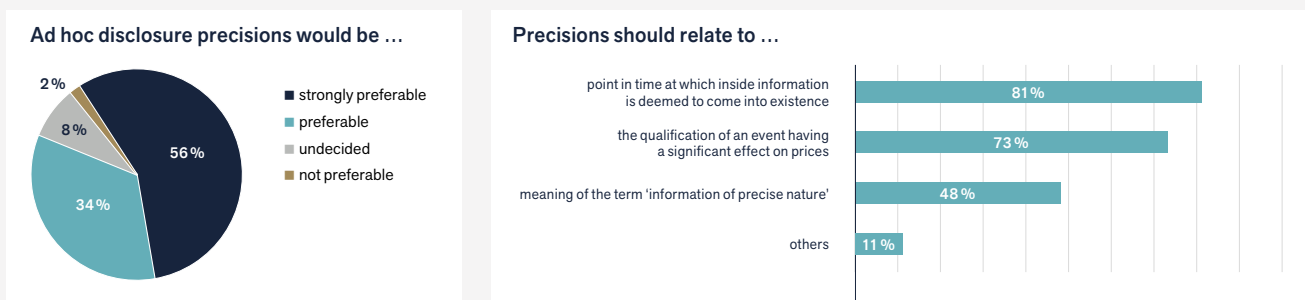 Ad hoc disclosure precisions would be …
2 %
8 %
56 %
34 %
strongly preferable
preferable
undecided
not preferable
Precisions should relate to …
point in time at which inside information
is deemed to come into existence
81 %
the qualification of an event having
a significant effect on prices
73 %
meaning of the term ‘information of precise nature’
48 %
others
11 %